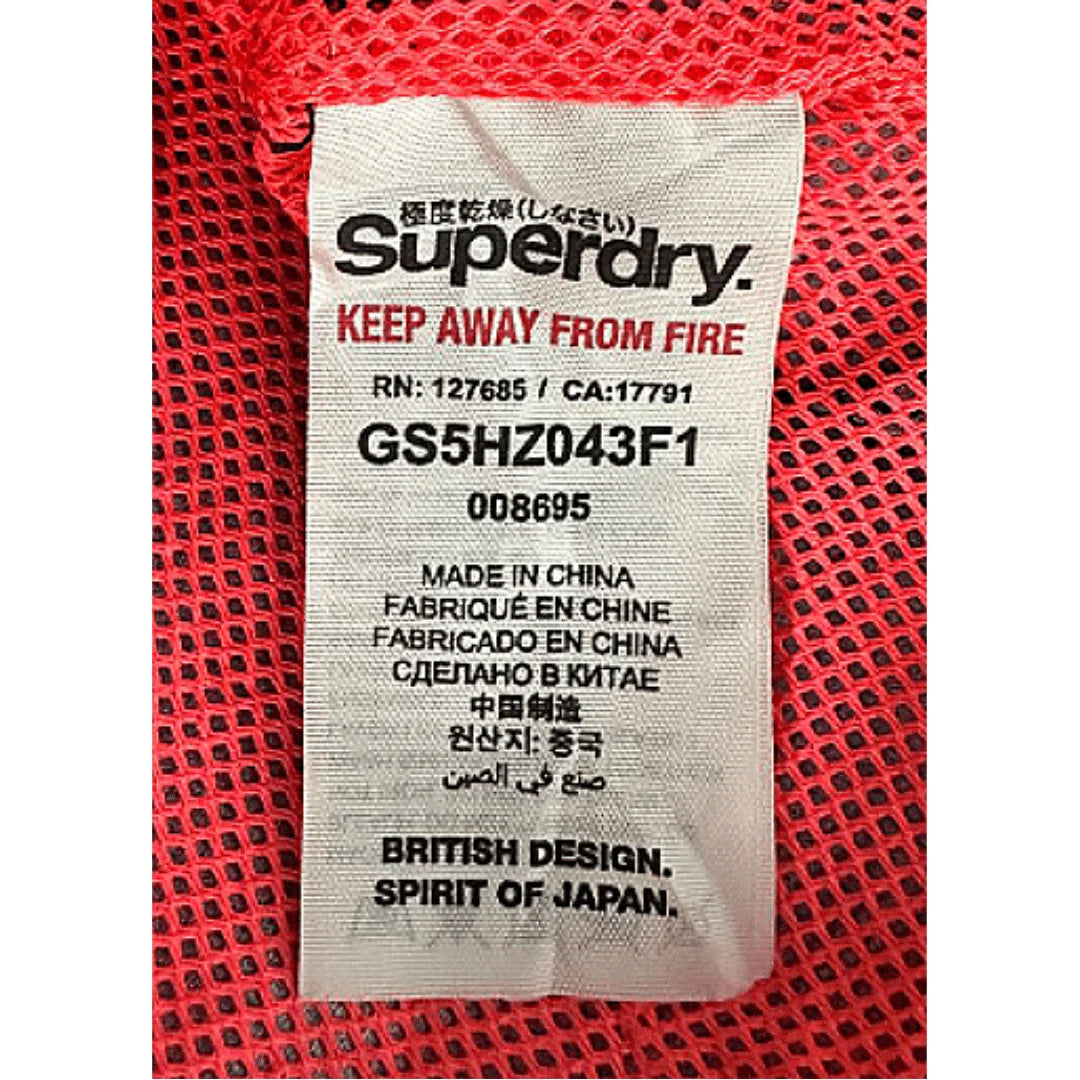 極度乾燥(しなさい)
Superdry.
KEEP AWAY FROM FIRE
RN: 127685 / CA:17791
GS5HZ043F1
008695
MADE IN CHINA
FABRIQUÉ EN CHINE
FABRICADO EN CHINA
СДЕЛАНО В КИТАЕ
中国制造
원산지: 중국
صنع في الصين
BRITISH DESIGN.
SPIRIT OF JAPAN.